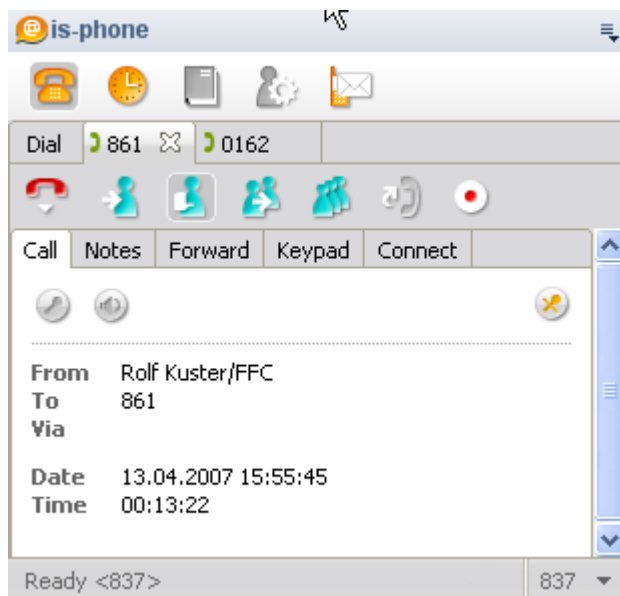 is-phone
Dial 861 0162
Call Notes Forward Keypad Connect
From Rolf Kuster/FFC
To 861
Via
Date 13.04.2007 15:55:45
Time 00:13:22
Ready <837> 837